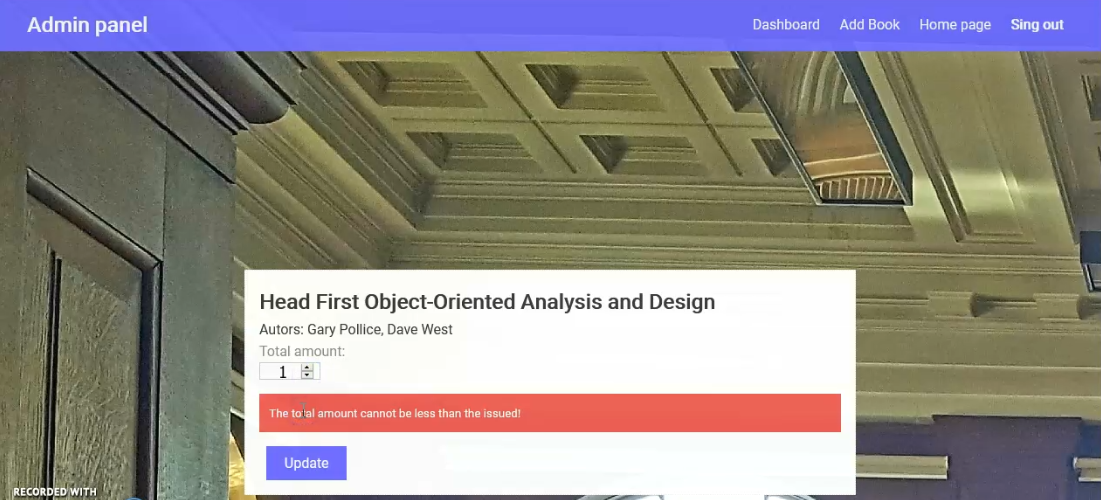 Admin panel
Dashboard Add Book Home page Sing out
Head First Object-Oriented Analysis and Design
Autors: Gary Pollice, Dave West
Total amount:
1
The total amount cannot be less than the issued!
Update
RECORDED WITH